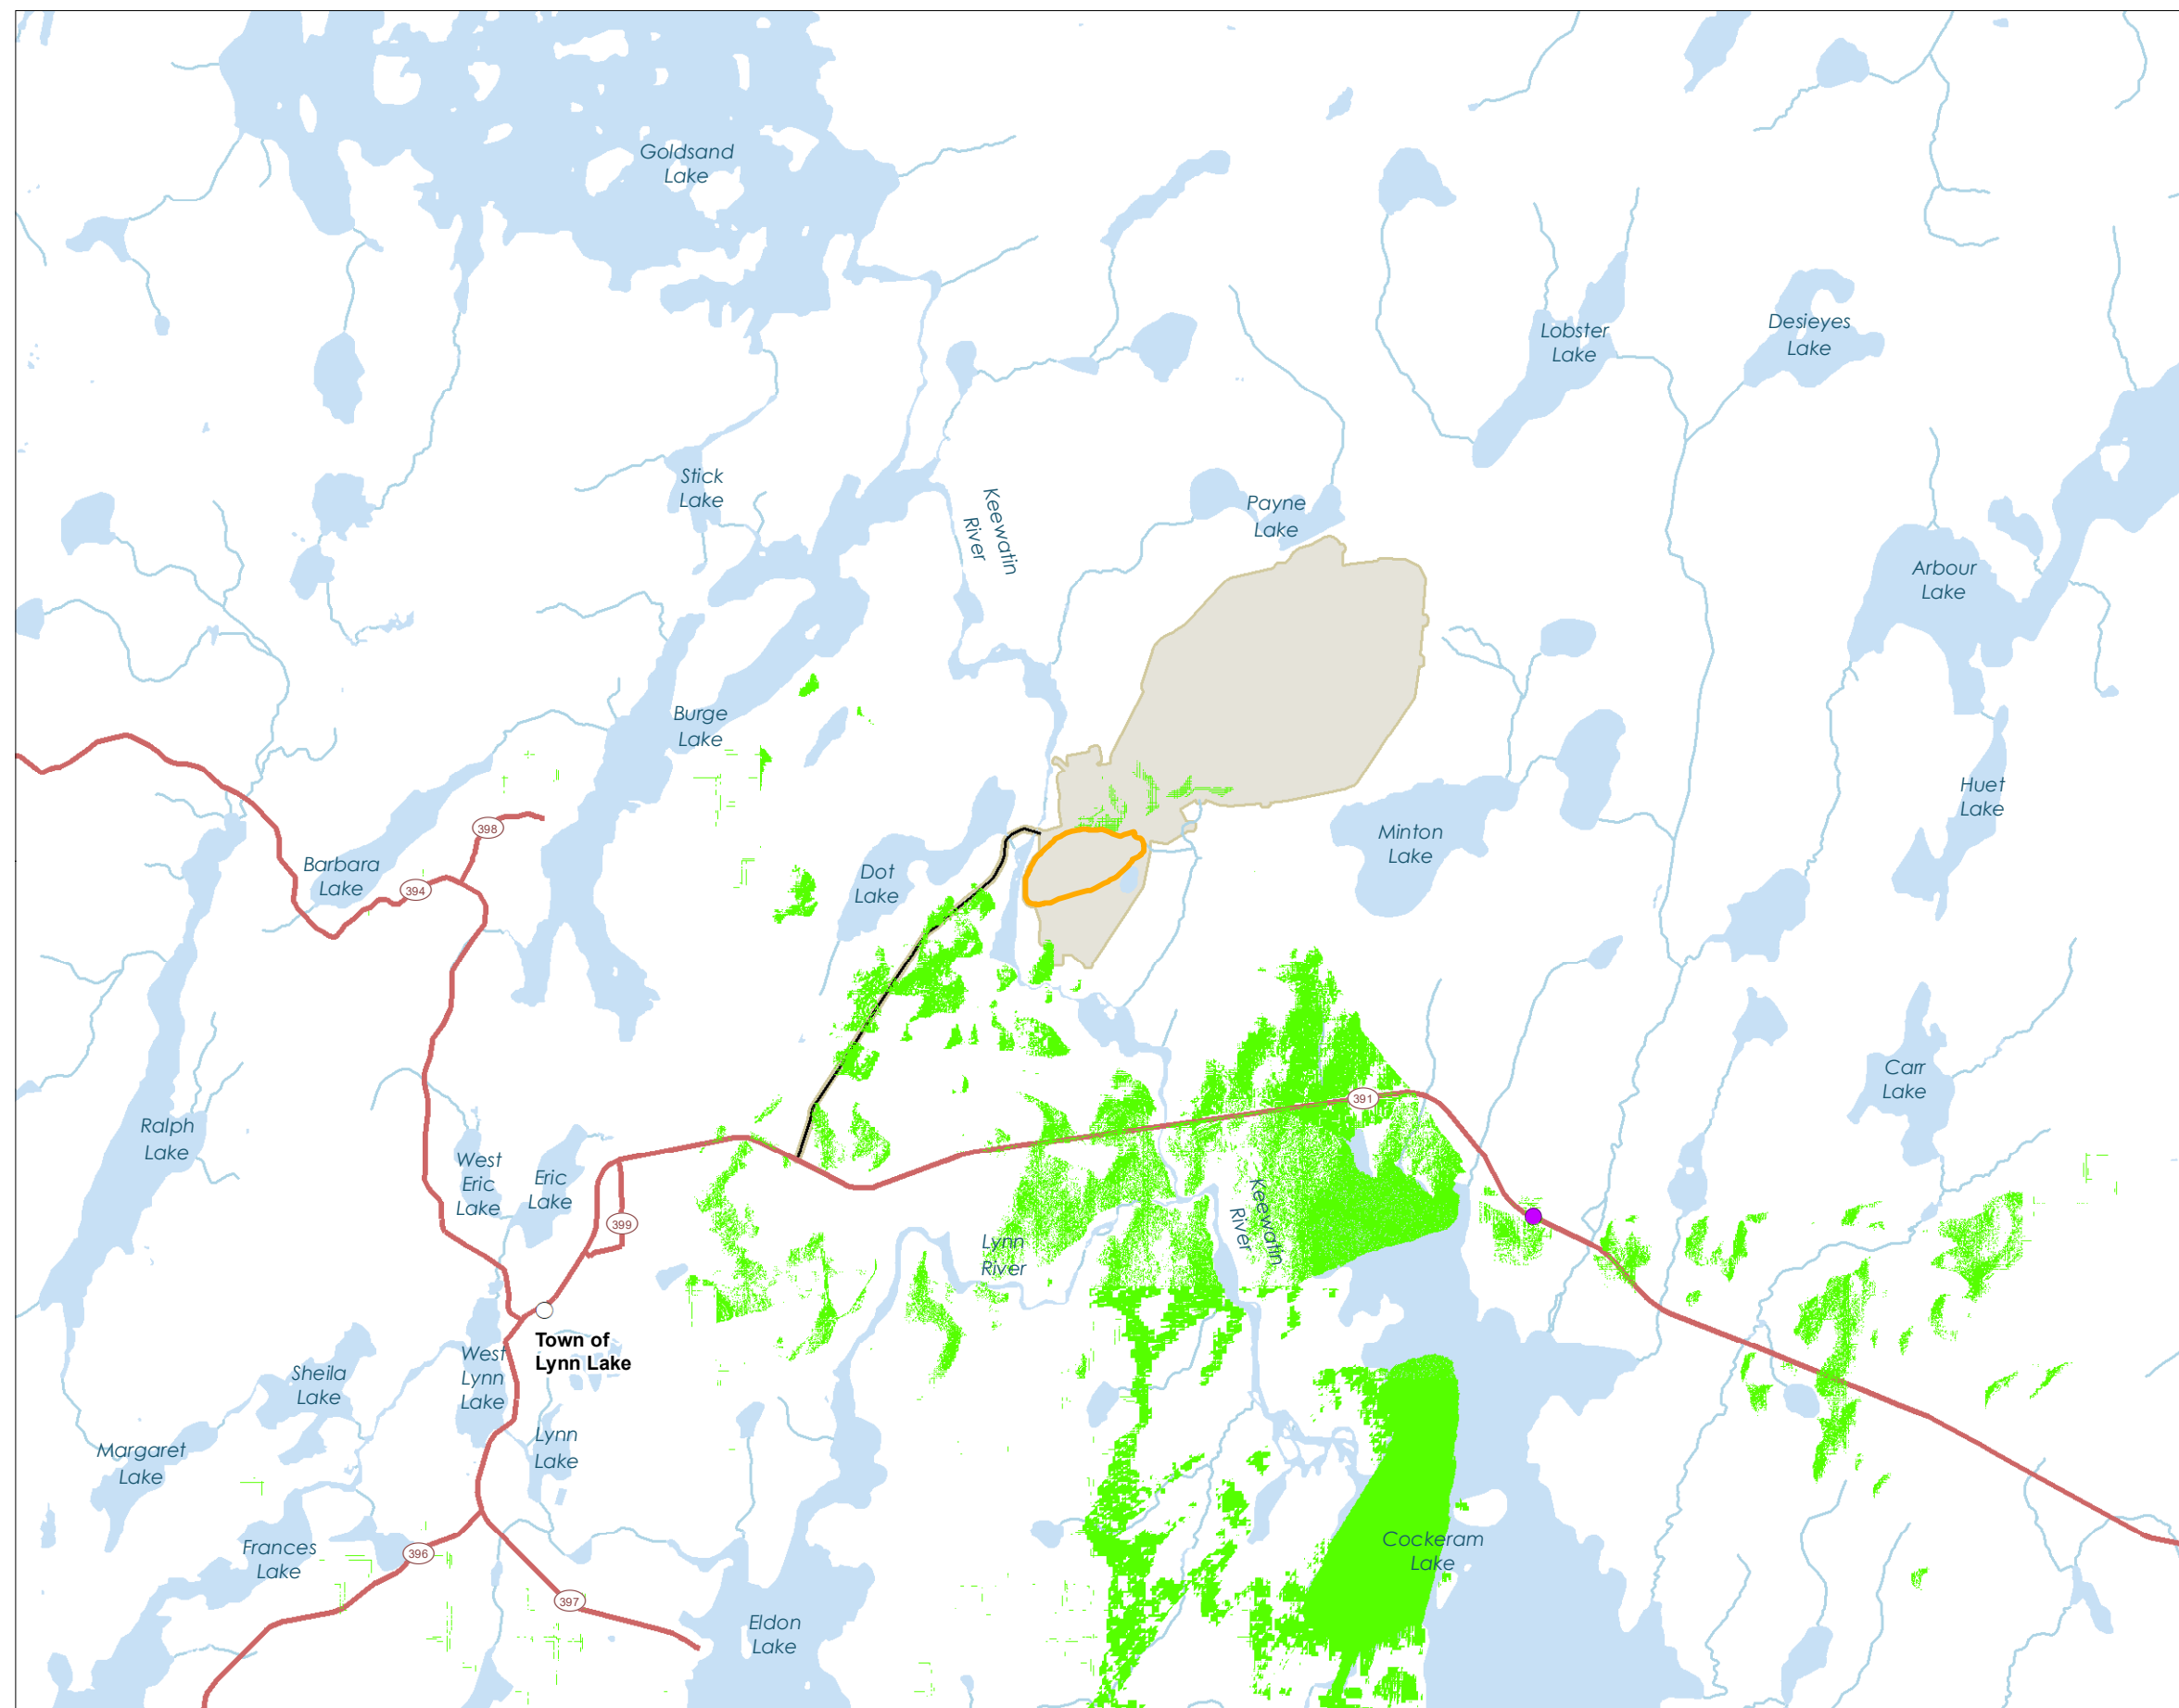 Goldsand
Lake
Lobster
Lake
Desieyes
Lake
Stick
Lake
Keewatin
River
Payne
Lake
Arbour
Lake
Burge
Lake
Huet
Lake
398
Barbara
Lake
394
Dot
Lake
Minton
Lake
Carr
Lake
391
Ralph
Lake
West
Eric
Lake
Eric
Lake
399
Keewatin
River
Lynn
River
Town of
Lynn Lake
West
Lynn
Lake
Sheila
Lake
Margaret
Lake
Lynn
Lake
Frances
Lake
396
397
Cockeram
Lake
Eldon
Lake